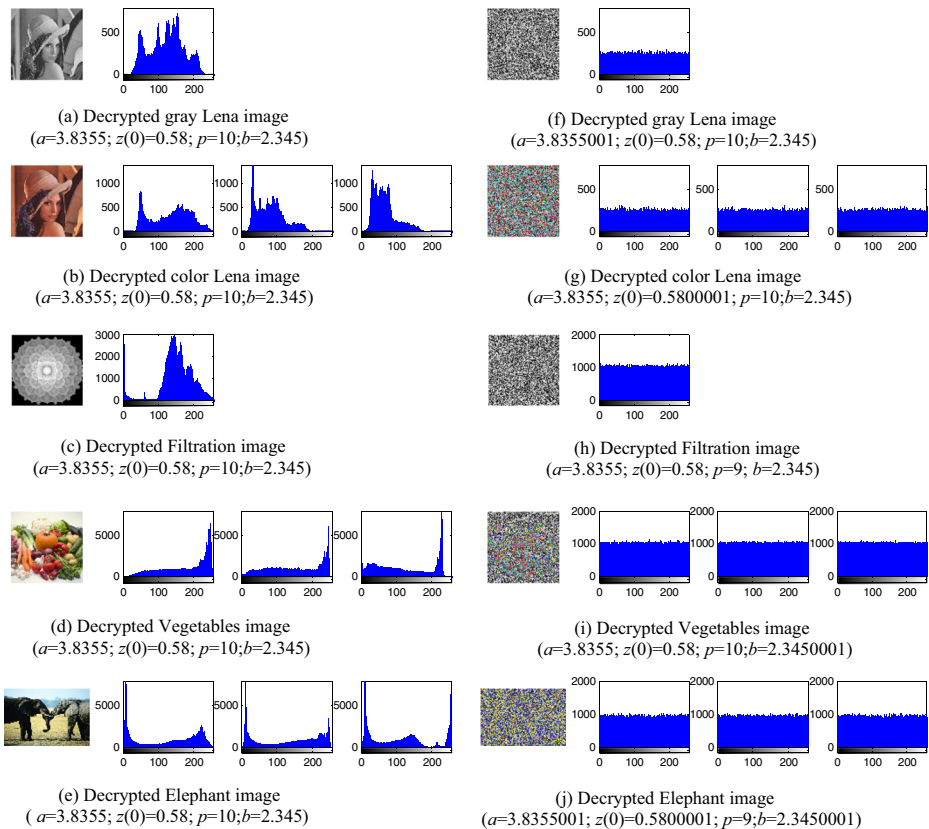 500
0
0 100 200
(a) Decrypted gray Lena image
(a=3.8355; z(0)=0.58; p=10;b=2.345)
500
0
0 100 200
(f) Decrypted gray Lena image
(a=3.8355001; z(0)=0.58; p=10;b=2.345)
1000 1000 1000
500 500 500
0 0 0
0 100 200 0 100 200 0 100 200
(b) Decrypted color Lena image
(a=3.8355; z(0)=0.58; p=10;b=2.345)
500 500 500
0 0 0
0 100 200 0 100 200 0 100 200
(g) Decrypted color Lena image
(a=3.8355; z(0)=0.5800001; p=10;b=2.345)
3000
2000
1000
0
0 100 200
(c) Decrypted Filtration image
(a=3.8355; z(0)=0.58; p=10;b=2.345)
2000
1000
0
0 100 200
(h) Decrypted Filtration image
(a=3.8355; z(0)=0.58; p=9; b=2.345)
5000 5000 5000
0 0 0
0 100 200 0 100 200 0 100 200
(d) Decrypted Vegetables image
(a=3.8355; z(0)=0.58; p=10;b=2.345)
2000 2000 2000
1000 1000 1000
0 0 0
0 100 200 0 100 200 0 100 200
(i) Decrypted Vegetables image
(a=3.8355; z(0)=0.58; p=10;b=2.3450001)
5000 5000 5000
0 0 0
0 100 200 0 100 200 0 100 200
(e) Decrypted Elephant image
( a=3.8355; z(0)=0.58; p=10;b=2.345)
2000 2000 2000
1000 1000 1000
0 0 0
0 100 200 0 100 200 0 100 200
(j) Decrypted Elephant image
(a=3.8355001; z(0)=0.5800001; p=9;b=2.3450001)